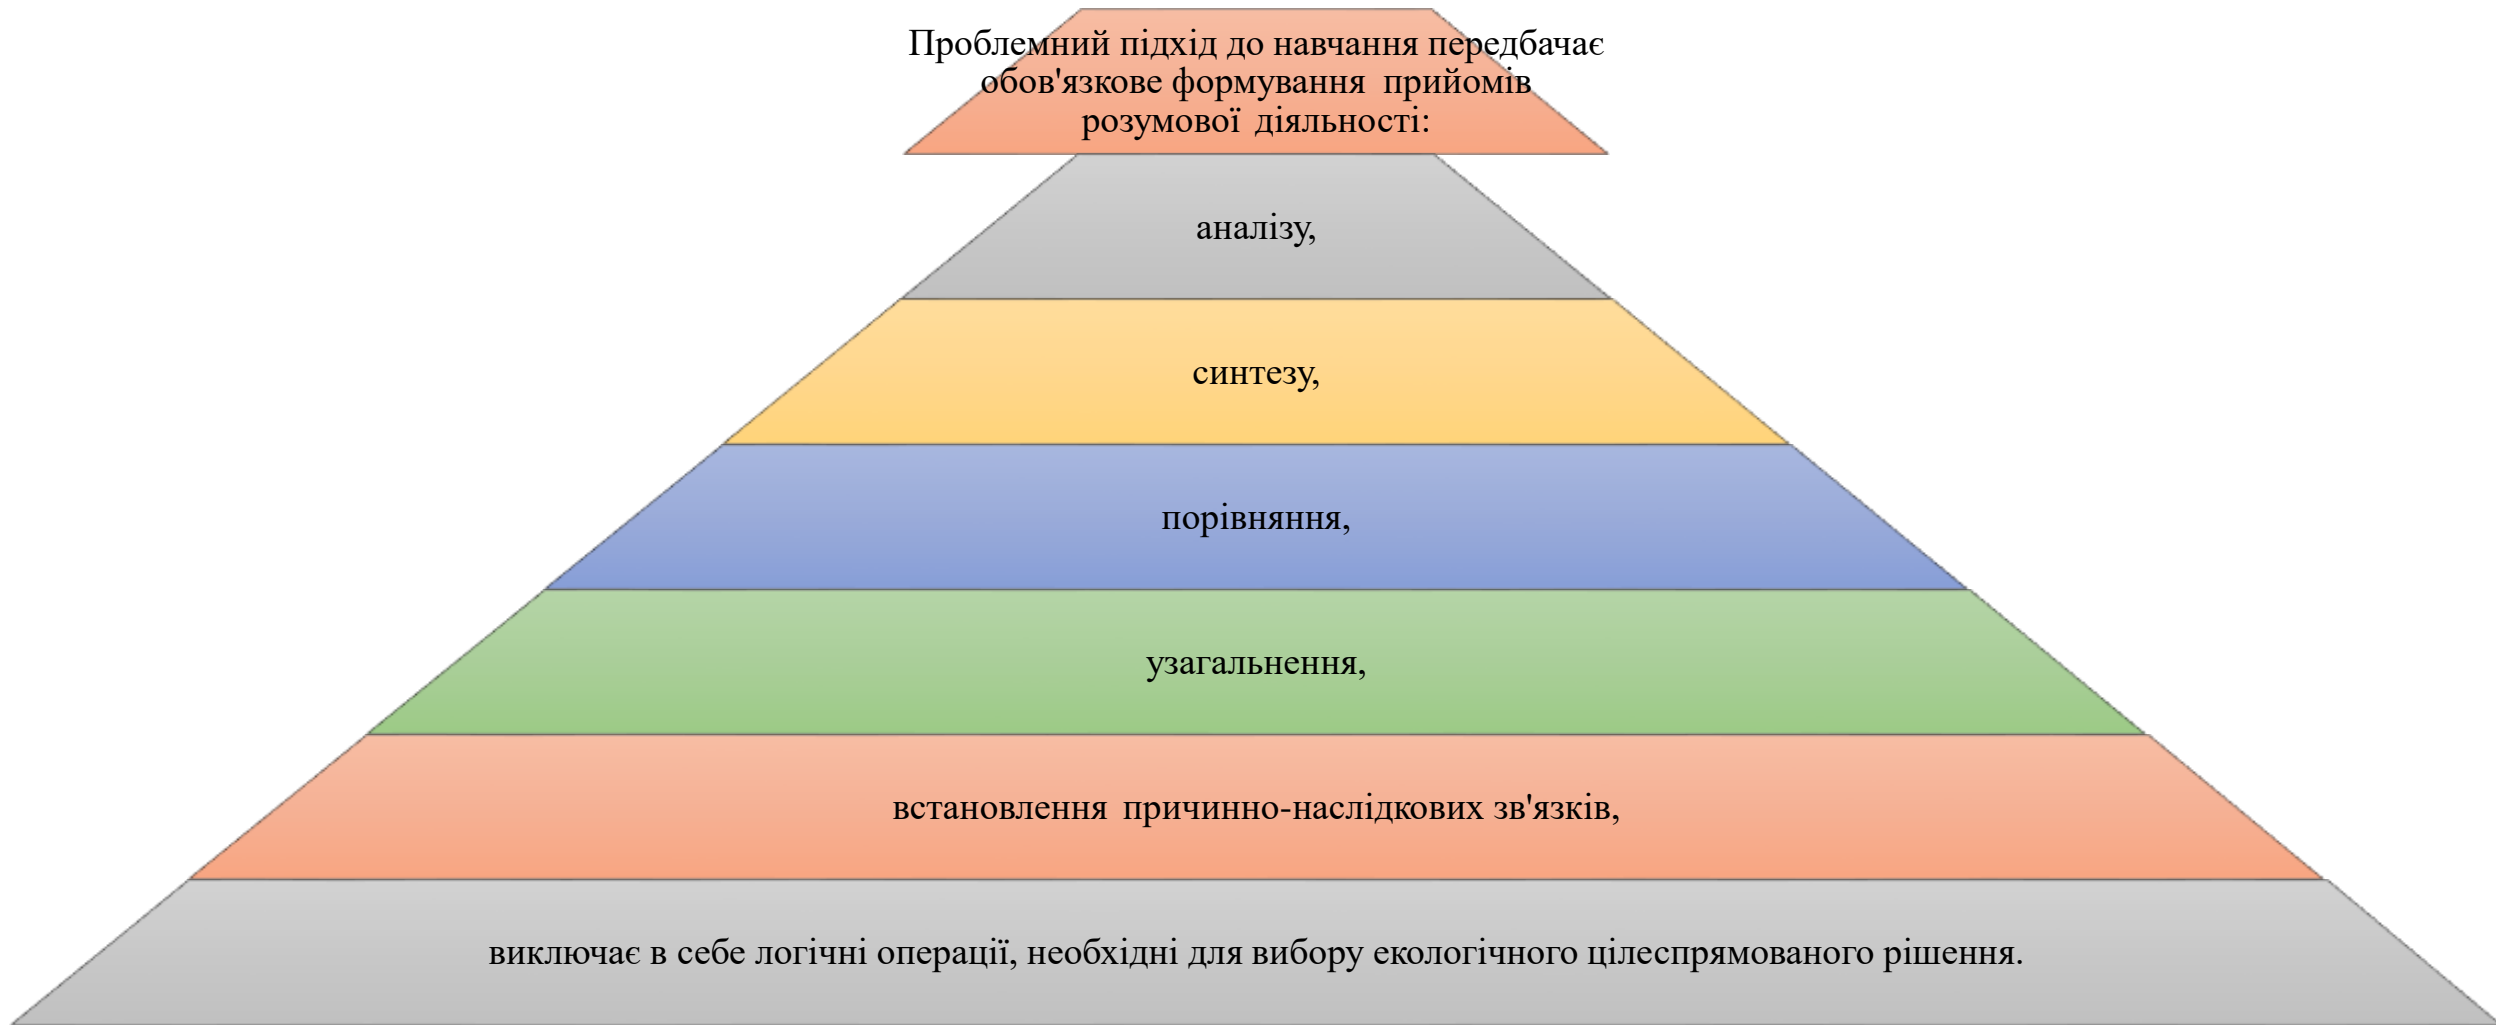 Проблемний підхід до навчання передбачає
обов'язкове формування прийомів
розумової діяльності:
аналізу,
синтезу,
порівняння,
узагальнення,
встановлення причинно-наслідкових зв'язків,
виключає в себе логічні операції, необхідні для вибору екологічного цілеспрямованого рішення.